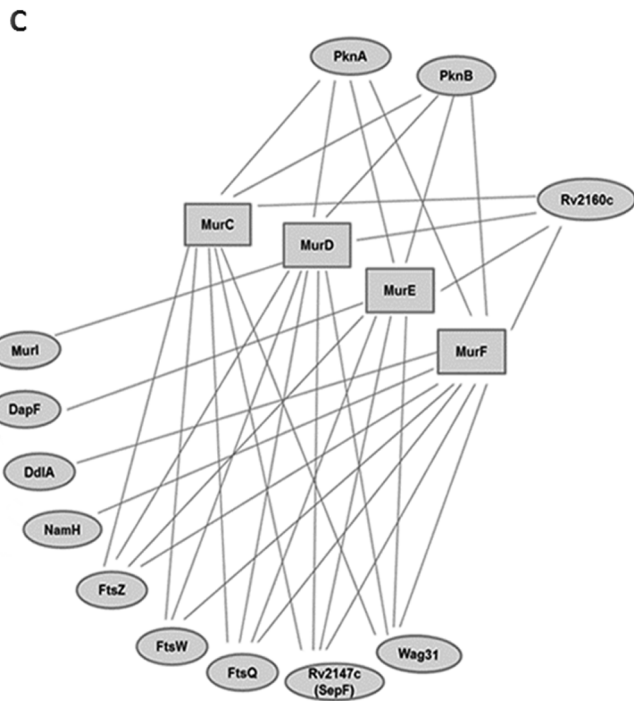 C
PknA
PknB
Rv2160c
MurC
MurD
MurE
MurF
MurI
DapF
DdlA
NamH
FtsZ
FtsW
FtsQ
Rv2147c
(SepF)
Wag31